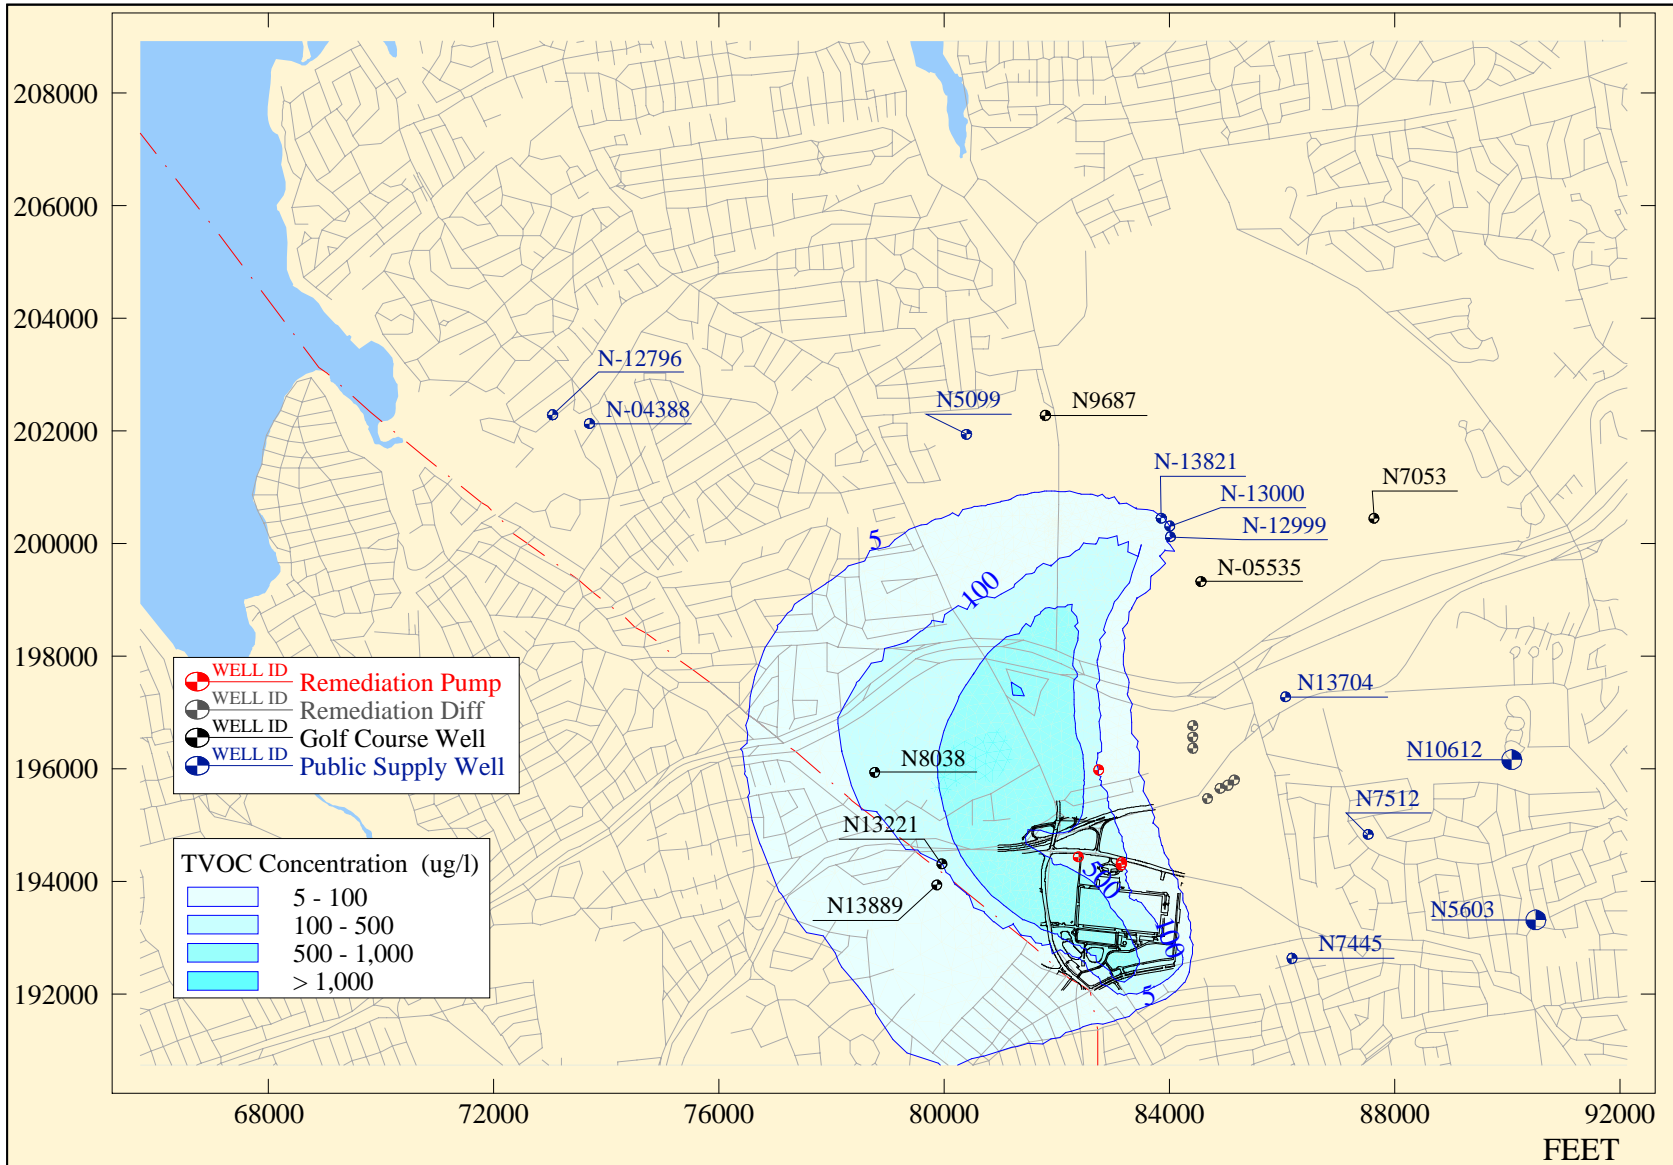 208000
206000
204000
202000
200000
198000
196000
194000
192000
N-12796
N-04388
N5099
N9687
N-13821
N-13000
N-12999
N7053
N-05535
5
100
N13704
N10612
N7512
N5603
N7445
N8038
N13221
N13889
500
100
5
WELL ID Remediation Pump
WELL ID Remediation Diff
WELL ID Golf Course Well
WELL ID Public Supply Well
TVOC Concentration (ug/l)
5 - 100
100 - 500
500 - 1,000
> 1,000
68000 72000 76000 80000 84000 88000 92000
FEET